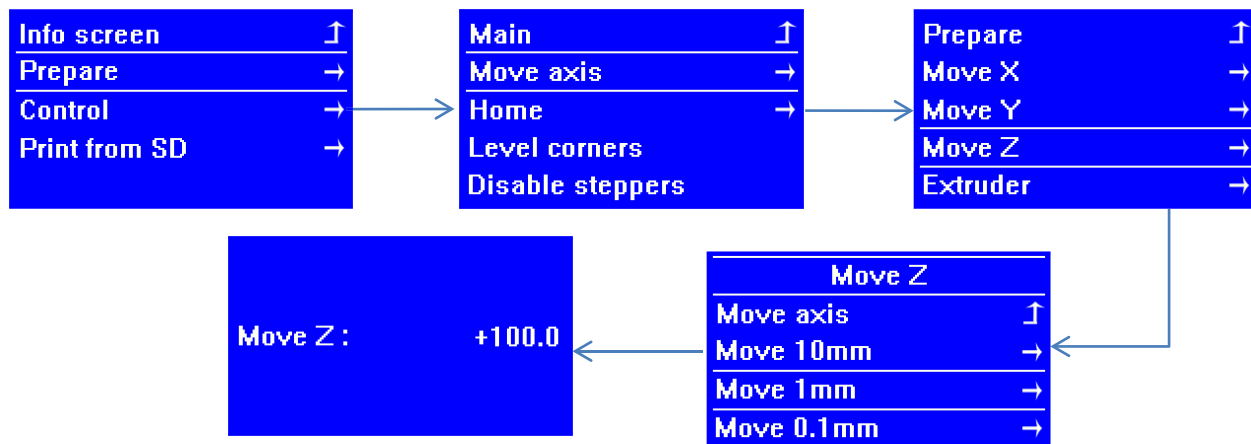 Info screen
Prepare
Control
Print from SD
Main
Move axis
Home
Level corners
Disable steppers
Prepare
Move X
Move Y
Move Z
Extruder
Move Z
Move axis
Move 10mm
Move 1mm
Move 0.1mm
Move Z: +100.0